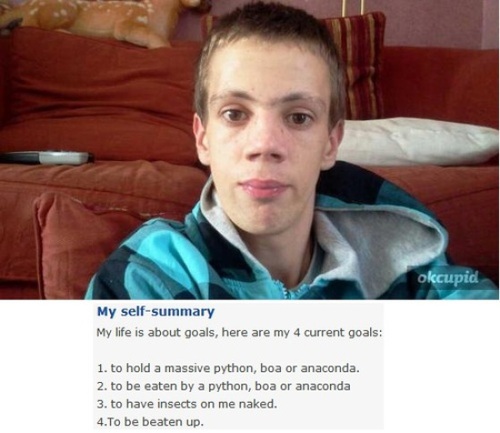 okcupid
My self-summary
My life is about goals, here are my 4 current goals:
1. to hold a massive python, boa or anaconda.
2. to be eaten by a python, boa or anaconda
3. to have insects on me naked.
4.To be beaten up.